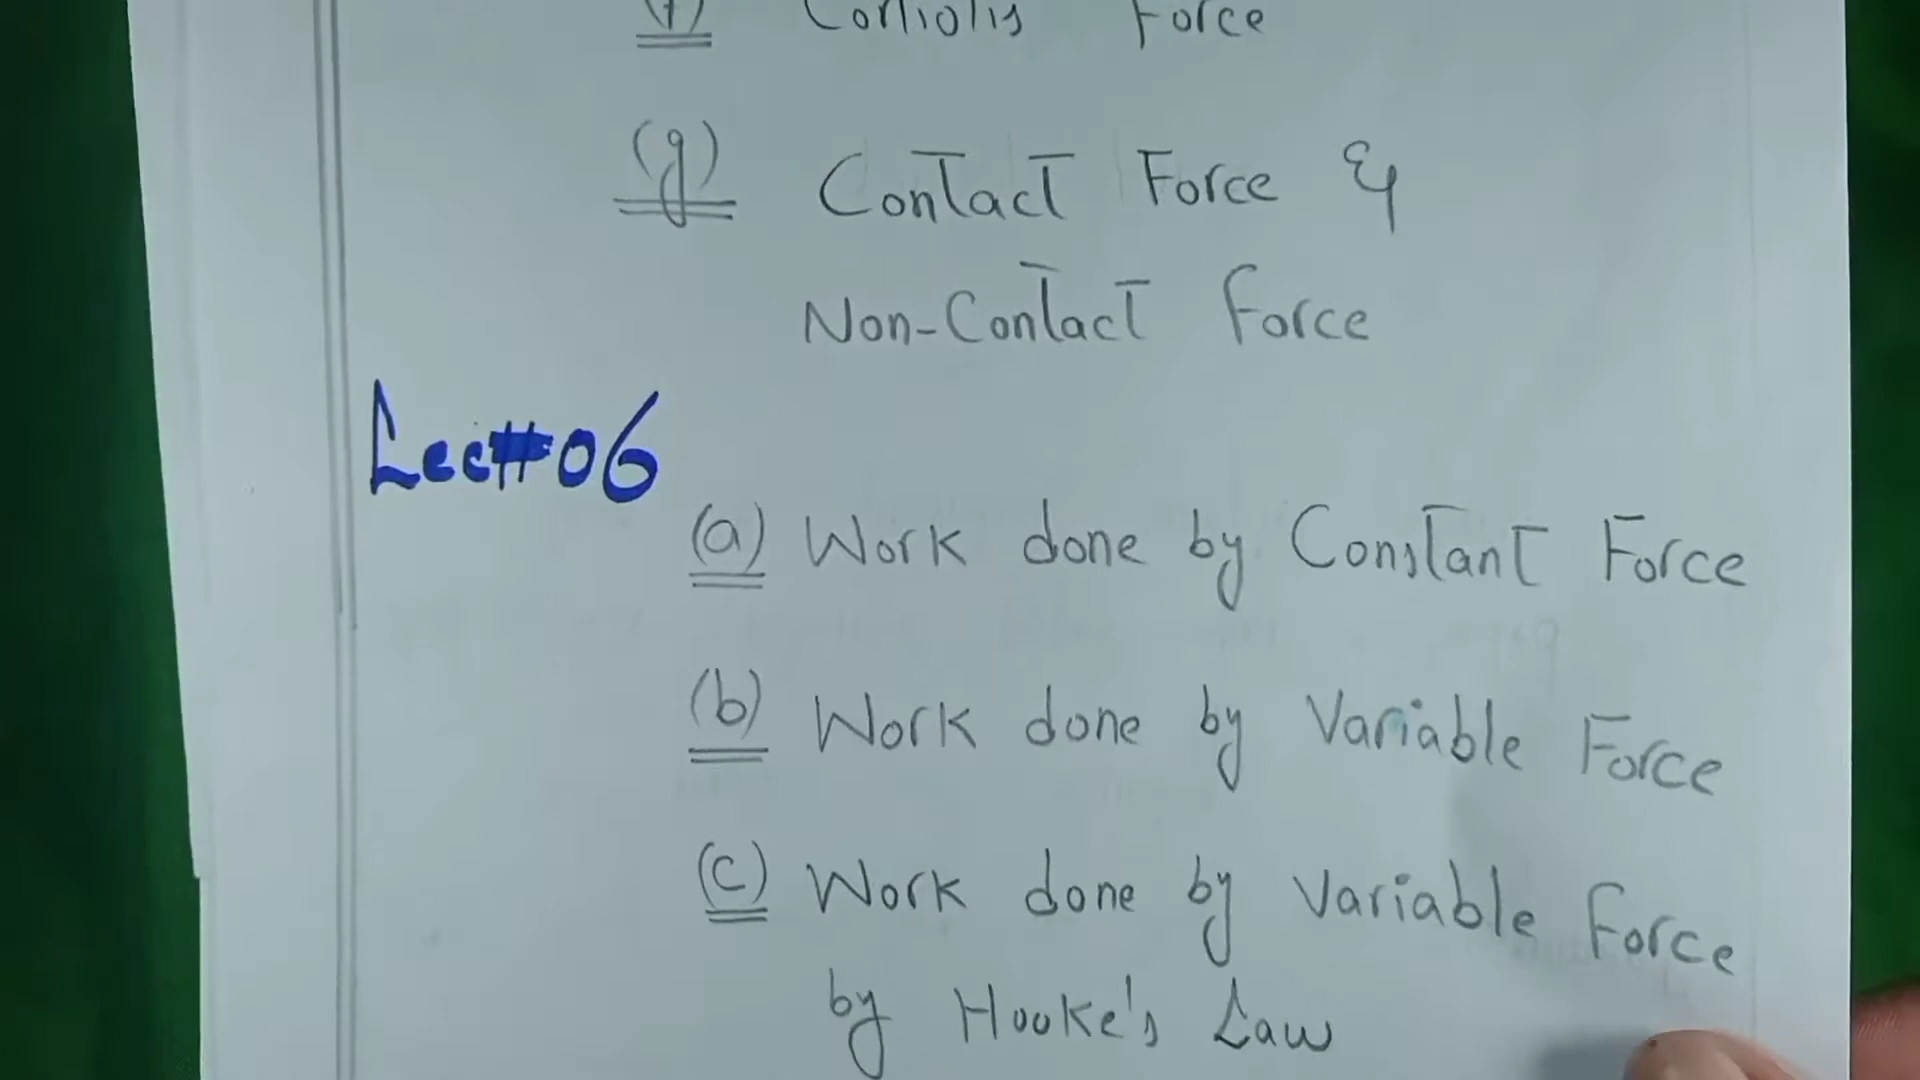 (f) Corriolis Force
(g) Contact Force &
Non-Contact Force
Lec#06
(a) Work done by Constant Force
(b) Work done by Variable Force
(c) Work done by Variable Force
by Hooke's Law